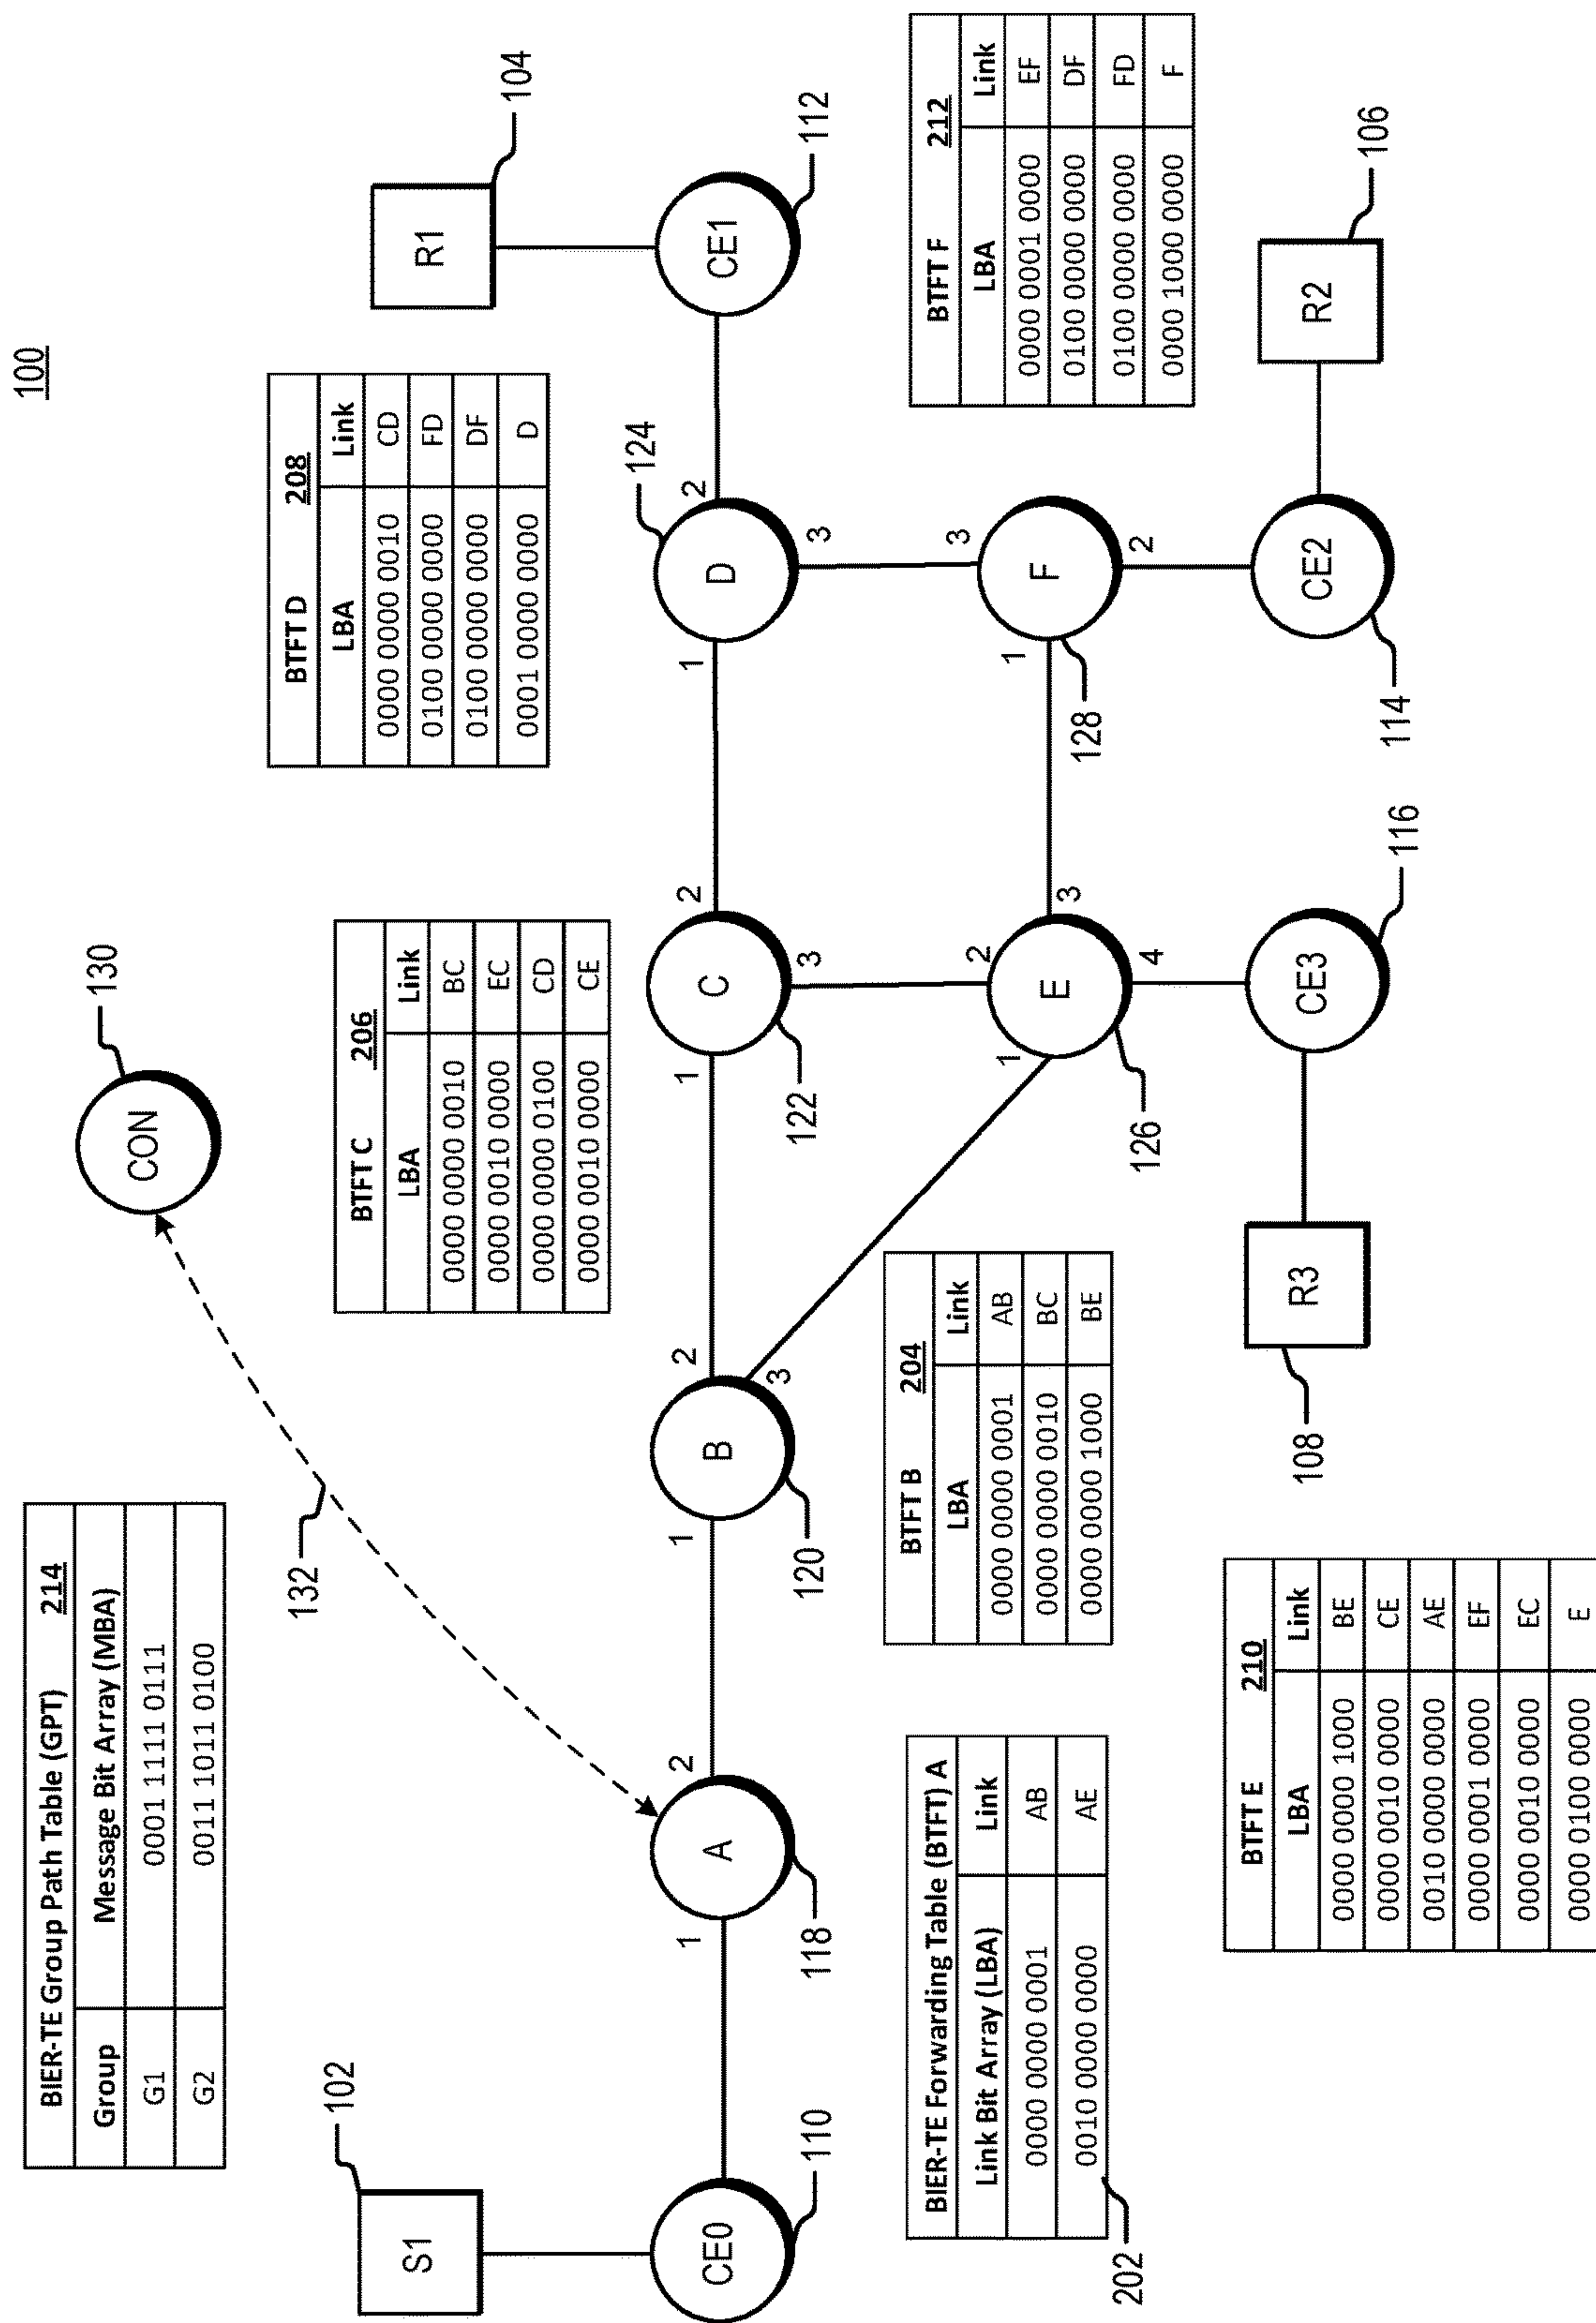 100
BIER-TE Group Path Table (GPT) 214
Group Message Bit Array (MBA)
G1 0001 1111 0111
G2 0011 1011 0100
CON
130
132
S1
102
CE0
110
1
A
2
118
1
B
2
3
120
1
C
2
3
122
1
D
2
3
124
CE1
112
R1
104
1
E
2
3
4
126
1
F
2
3
128
CE3
116
R3
108
CE2
114
R2
106
BTFT C 206
LBA Link
0000 0000 0010 BC
0000 0010 0000 EC
0000 0000 0100 CD
0000 0010 0000 CE
BTFT D 208
LBA Link
0000 0000 0010 CD
0100 0000 0000 FD
0100 0000 0000 DF
0001 0000 0000 D
BIER-TE Forwarding Table (BTFT) A
Link Bit Array (LBA) Link
0000 0000 0001 AB
0010 0000 0000 AE
202
BTFT B 204
LBA Link
0000 0000 0001 AB
0000 0000 0010 BC
0000 0000 1000 BE
BTFT F 212
LBA Link
0000 0001 0000 EF
0100 0000 0000 DF
0100 0000 0000 FD
0000 1000 0000 F
BTFT E 210
LBA Link
0000 0000 1000 BE
0000 0010 0000 CE
0010 0000 0000 AE
0000 0001 0000 EF
0000 0010 0000 EC
0000 0100 0000 E